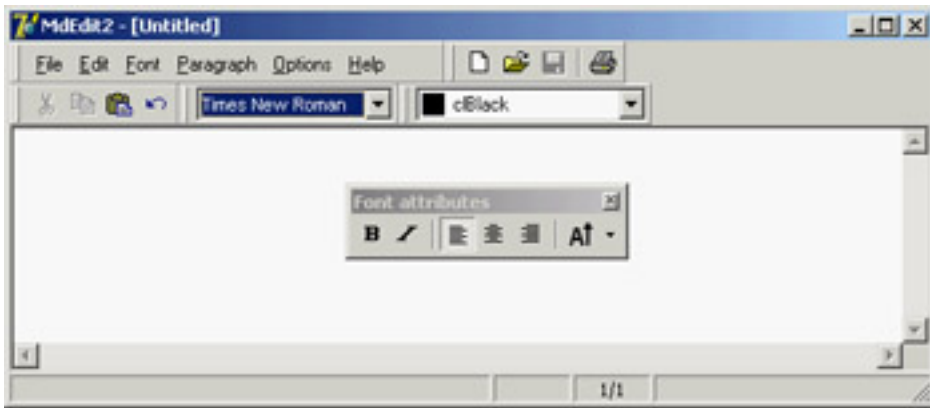 MdEdit2 - [Untitled]
File Edit Font Paragraph Options Help
Times New Roman clBlack
Font attributes
B I A
1/1